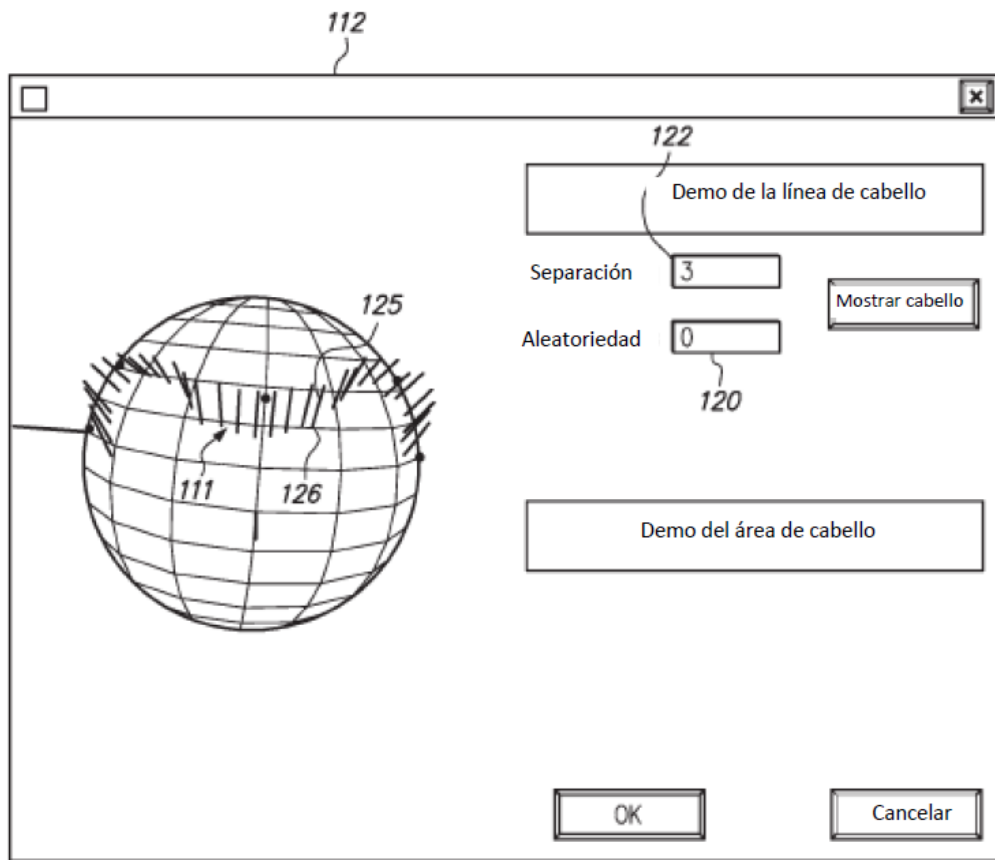 112
122
Demo de la línea de cabello
Separación 3
Mostrar cabello
125
Aleatoriedad 0
120
111
126
Demo del área de cabello
OK
Cancelar